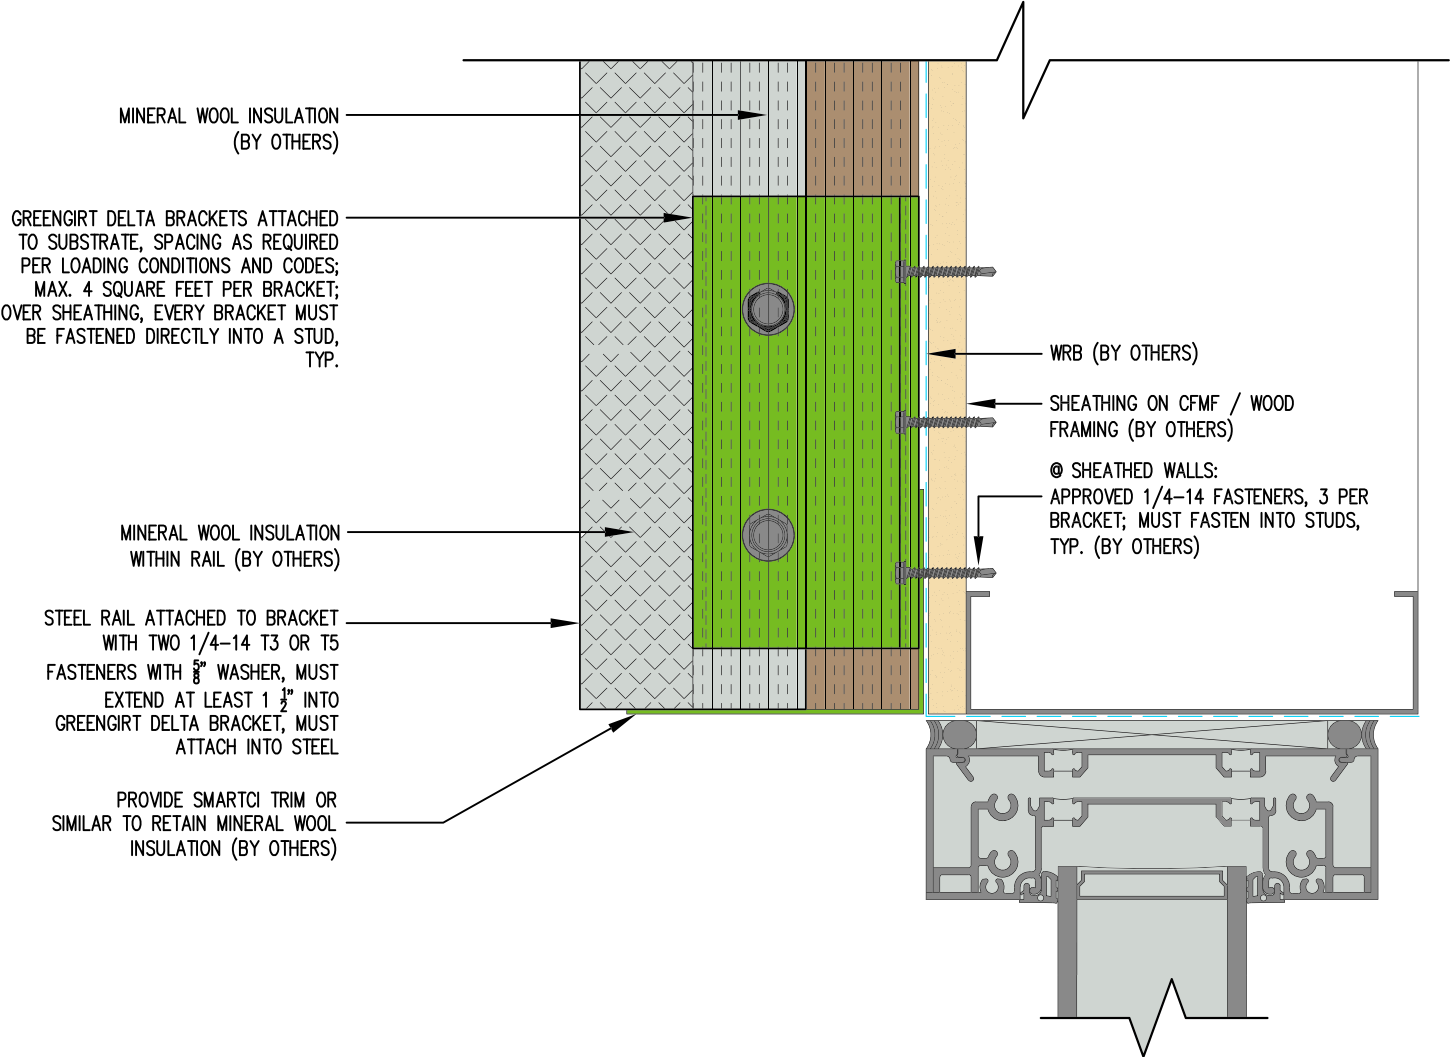 MINERAL WOOL INSULATION
(BY OTHERS)
GREENGIRT DELTA BRACKETS ATTACHED
TO SUBSTRATE, SPACING AS REQUIRED
PER LOADING CONDITIONS AND CODES;
MAX. 4 SQUARE FEET PER BRACKET;
OVER SHEATHING, EVERY BRACKET MUST
BE FASTENED DIRECTLY INTO A STUD,
TYP.
MINERAL WOOL INSULATION
WITHIN RAIL (BY OTHERS)
STEEL RAIL ATTACHED TO BRACKET
WITH TWO 1/4-14 T3 OR T5
FASTENERS WITH 5/8" WASHER, MUST
EXTEND AT LEAST 1 1/2" INTO
GREENGIRT DELTA BRACKET, MUST
ATTACH INTO STEEL
PROVIDE SMARTCI TRIM OR
SIMILAR TO RETAIN MINERAL WOOL
INSULATION (BY OTHERS)
WRB (BY OTHERS)
SHEATHING ON CFMF / WOOD
FRAMING (BY OTHERS)
@ SHEATHED WALLS:
APPROVED 1/4-14 FASTENERS, 3 PER
BRACKET; MUST FASTEN INTO STUDS,
TYP. (BY OTHERS)